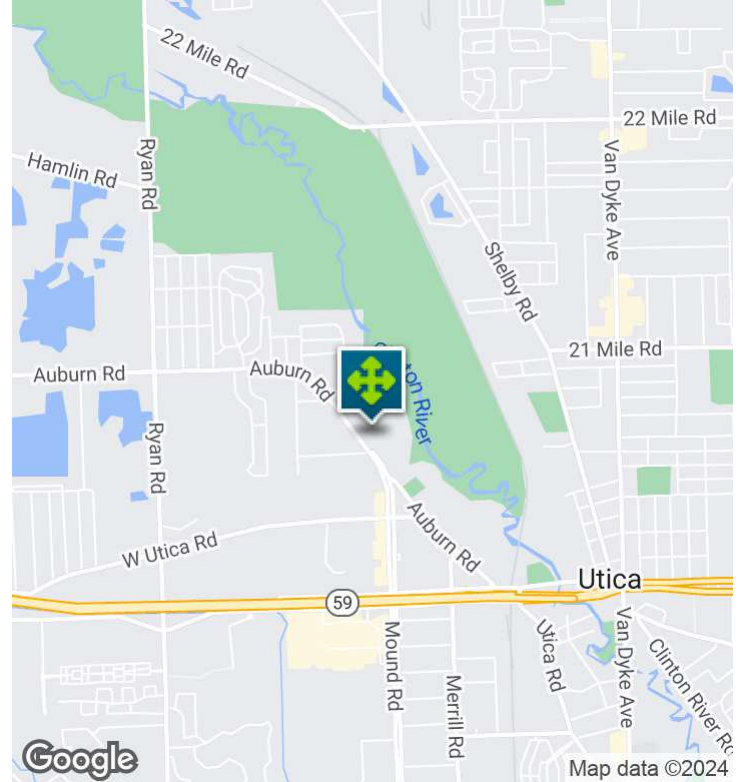 22 Mile Rd
22 Mile Rd
Hamlin Rd
Ryan Rd
Van Dyke Ave
Shelby Rd
21 Mile Rd
Auburn Rd
Auburn Rd
River
Ryan Rd
Auburn Rd
W Utica Rd
Utica
59
Mound Rd
Merrill Rd
Utica Rd
Van Dyke Ave
Clinton River Rd
Google
Map data ©2024